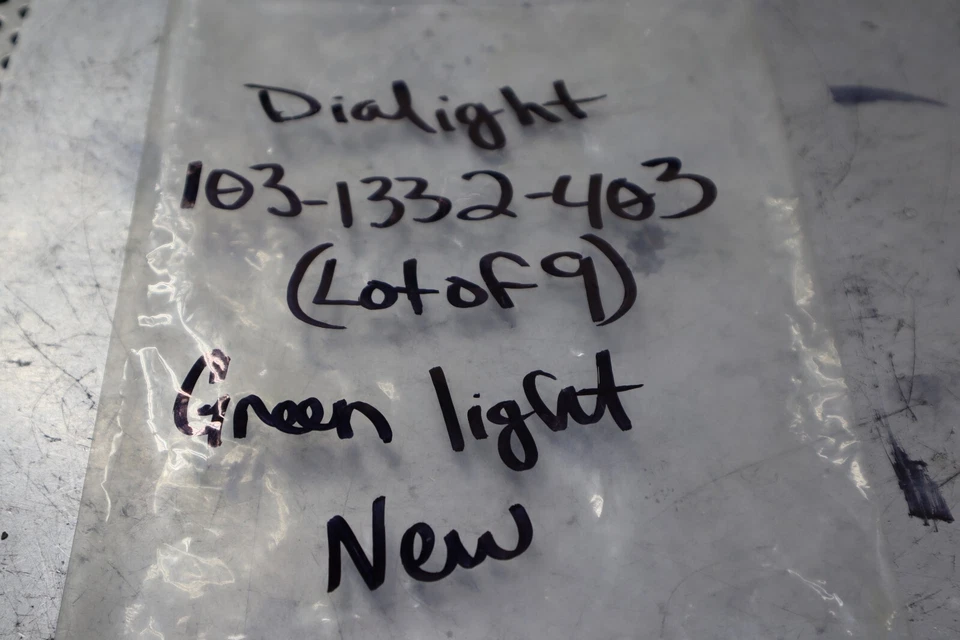 Dialight
103-1332-403
(Lot of 9)
Green light
New